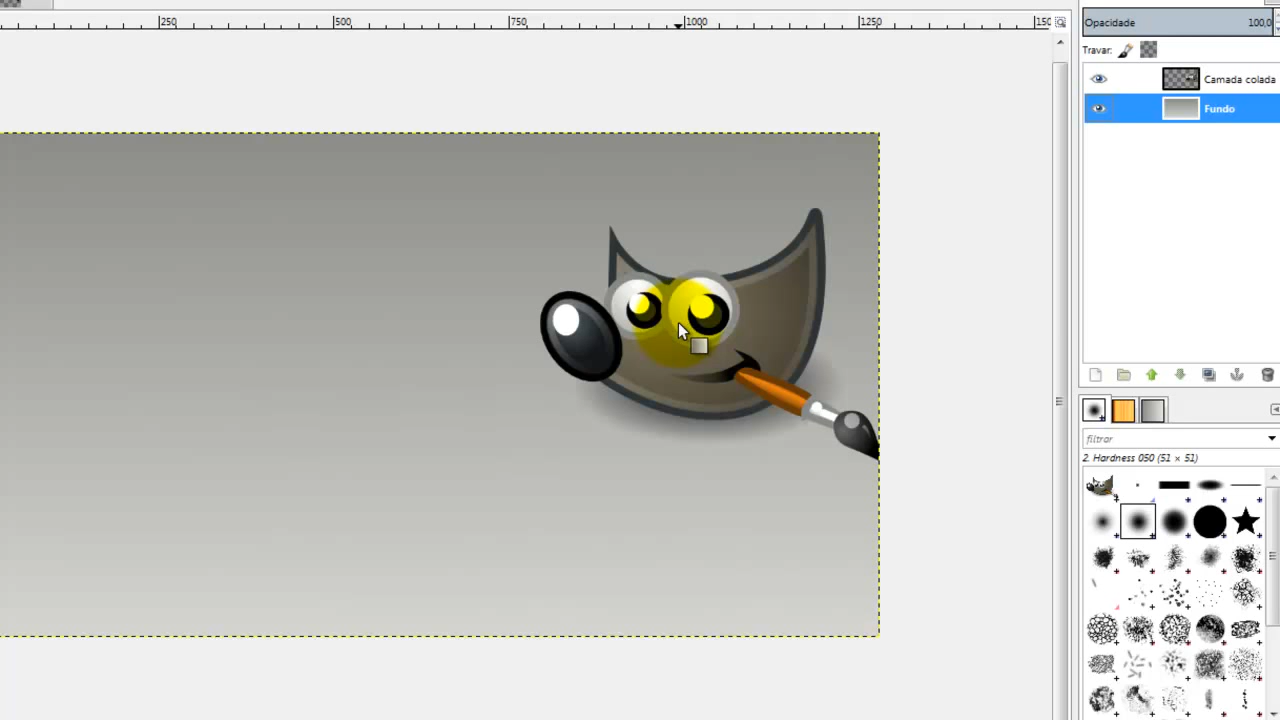 250
500
750
1000
1250
150
Opacidade 100,0
Travar:
Camada colada
Fundo
filtrar
2. Hardness 050 (51 × 51)